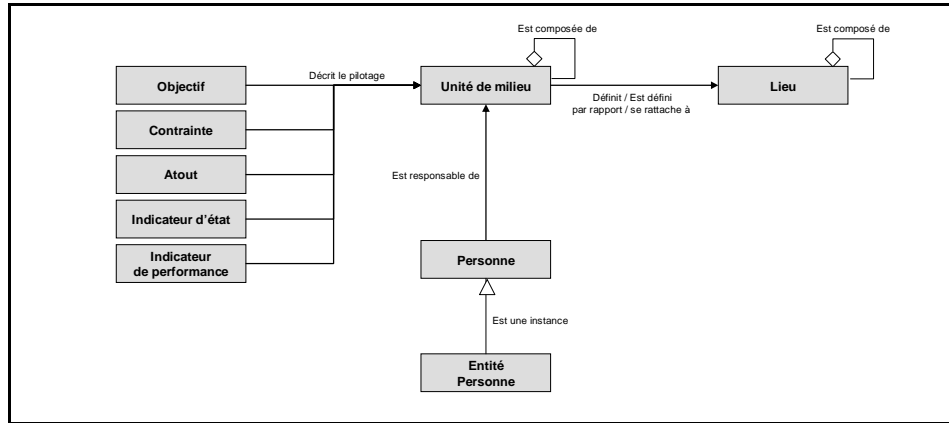 Est composée de
Est composé de
Objectif
Décrit le pilotage
Unité de milieu
Lieu
Définit / Est défini
par rapport / se rattache à
Contrainte
Atout
Est responsable de
Indicateur d'état
Indicateur
de performance
Personne
Est une instance
Entité
Personne